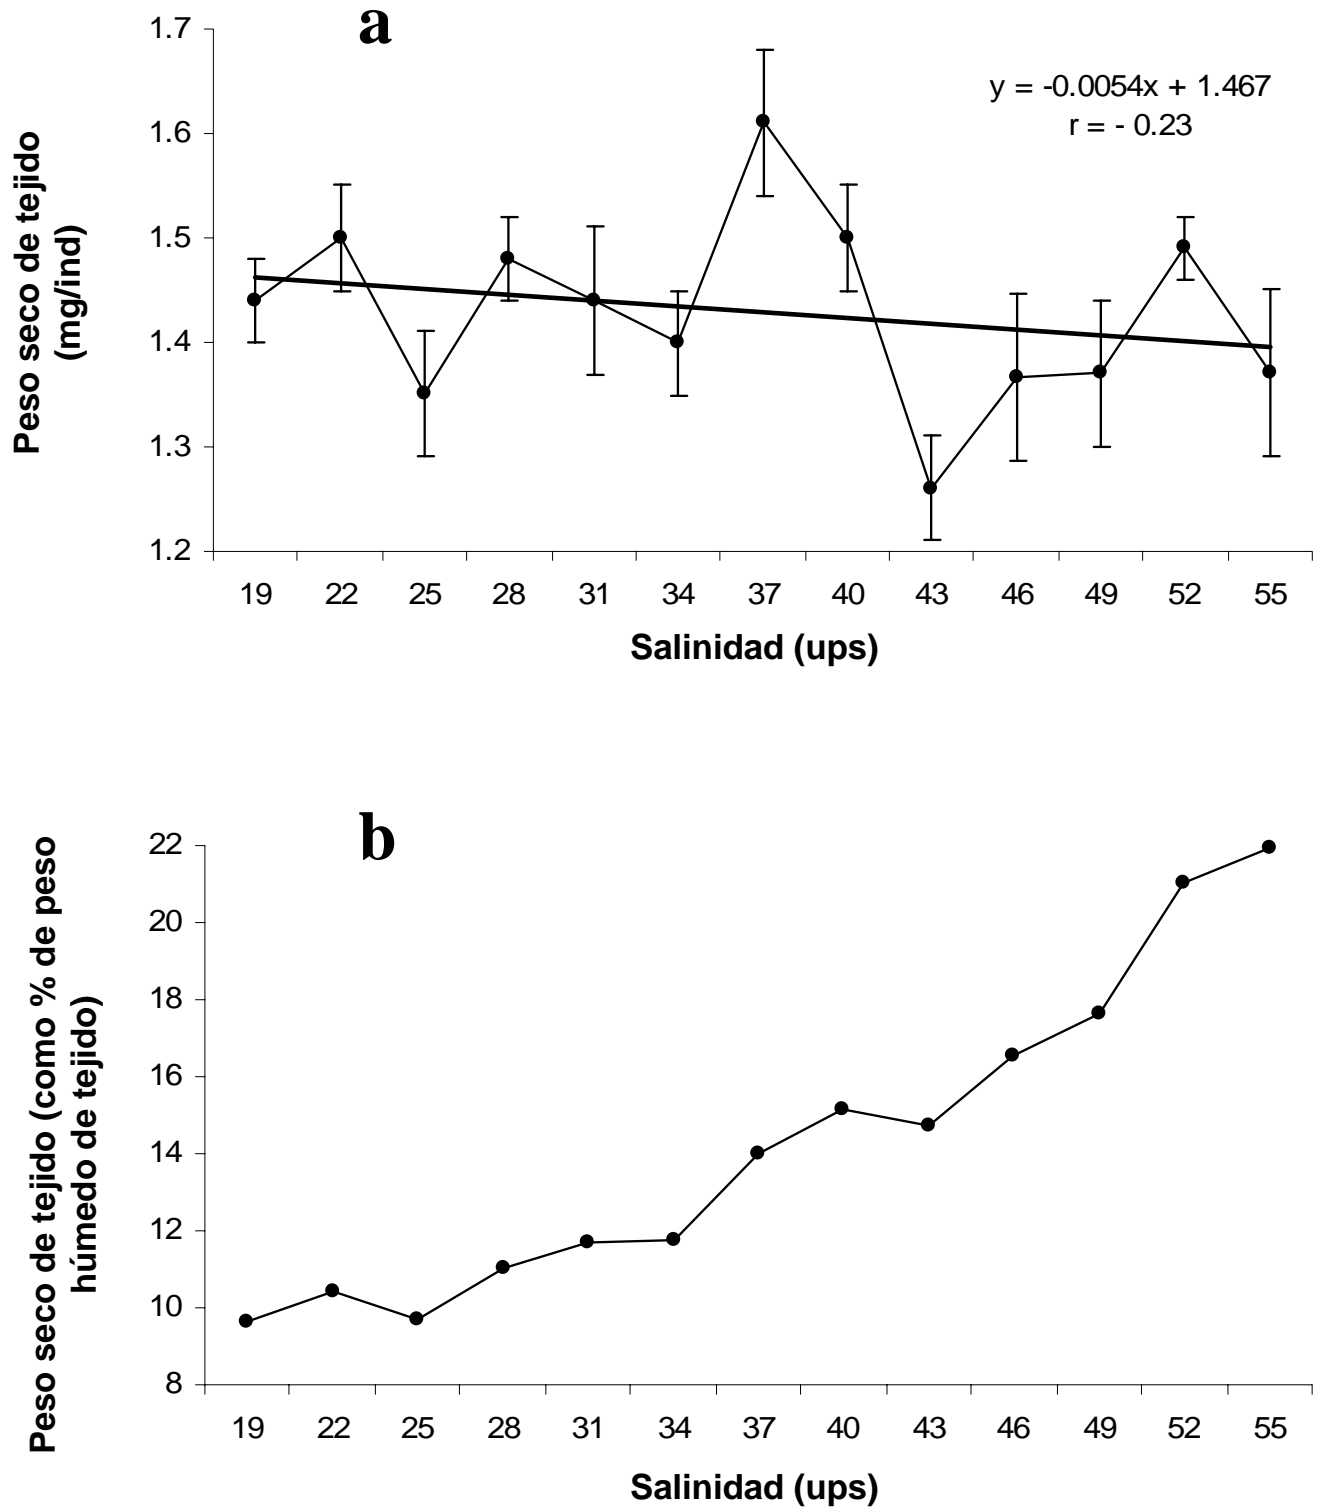 a
1.7
1.6
1.5
1.4
1.3
1.2
Peso seco de tejido
(mg/ind)
y = -0.0054x + 1.467
r = - 0.23
19 22 25 28 31 34 37 40 43 46 49 52 55
Salinidad (ups)
b
22
20
18
16
14
12
10
8
Peso seco de tejido (como % de peso
húmedo de tejido)
19 22 25 28 31 34 37 40 43 46 49 52 55
Salinidad (ups)